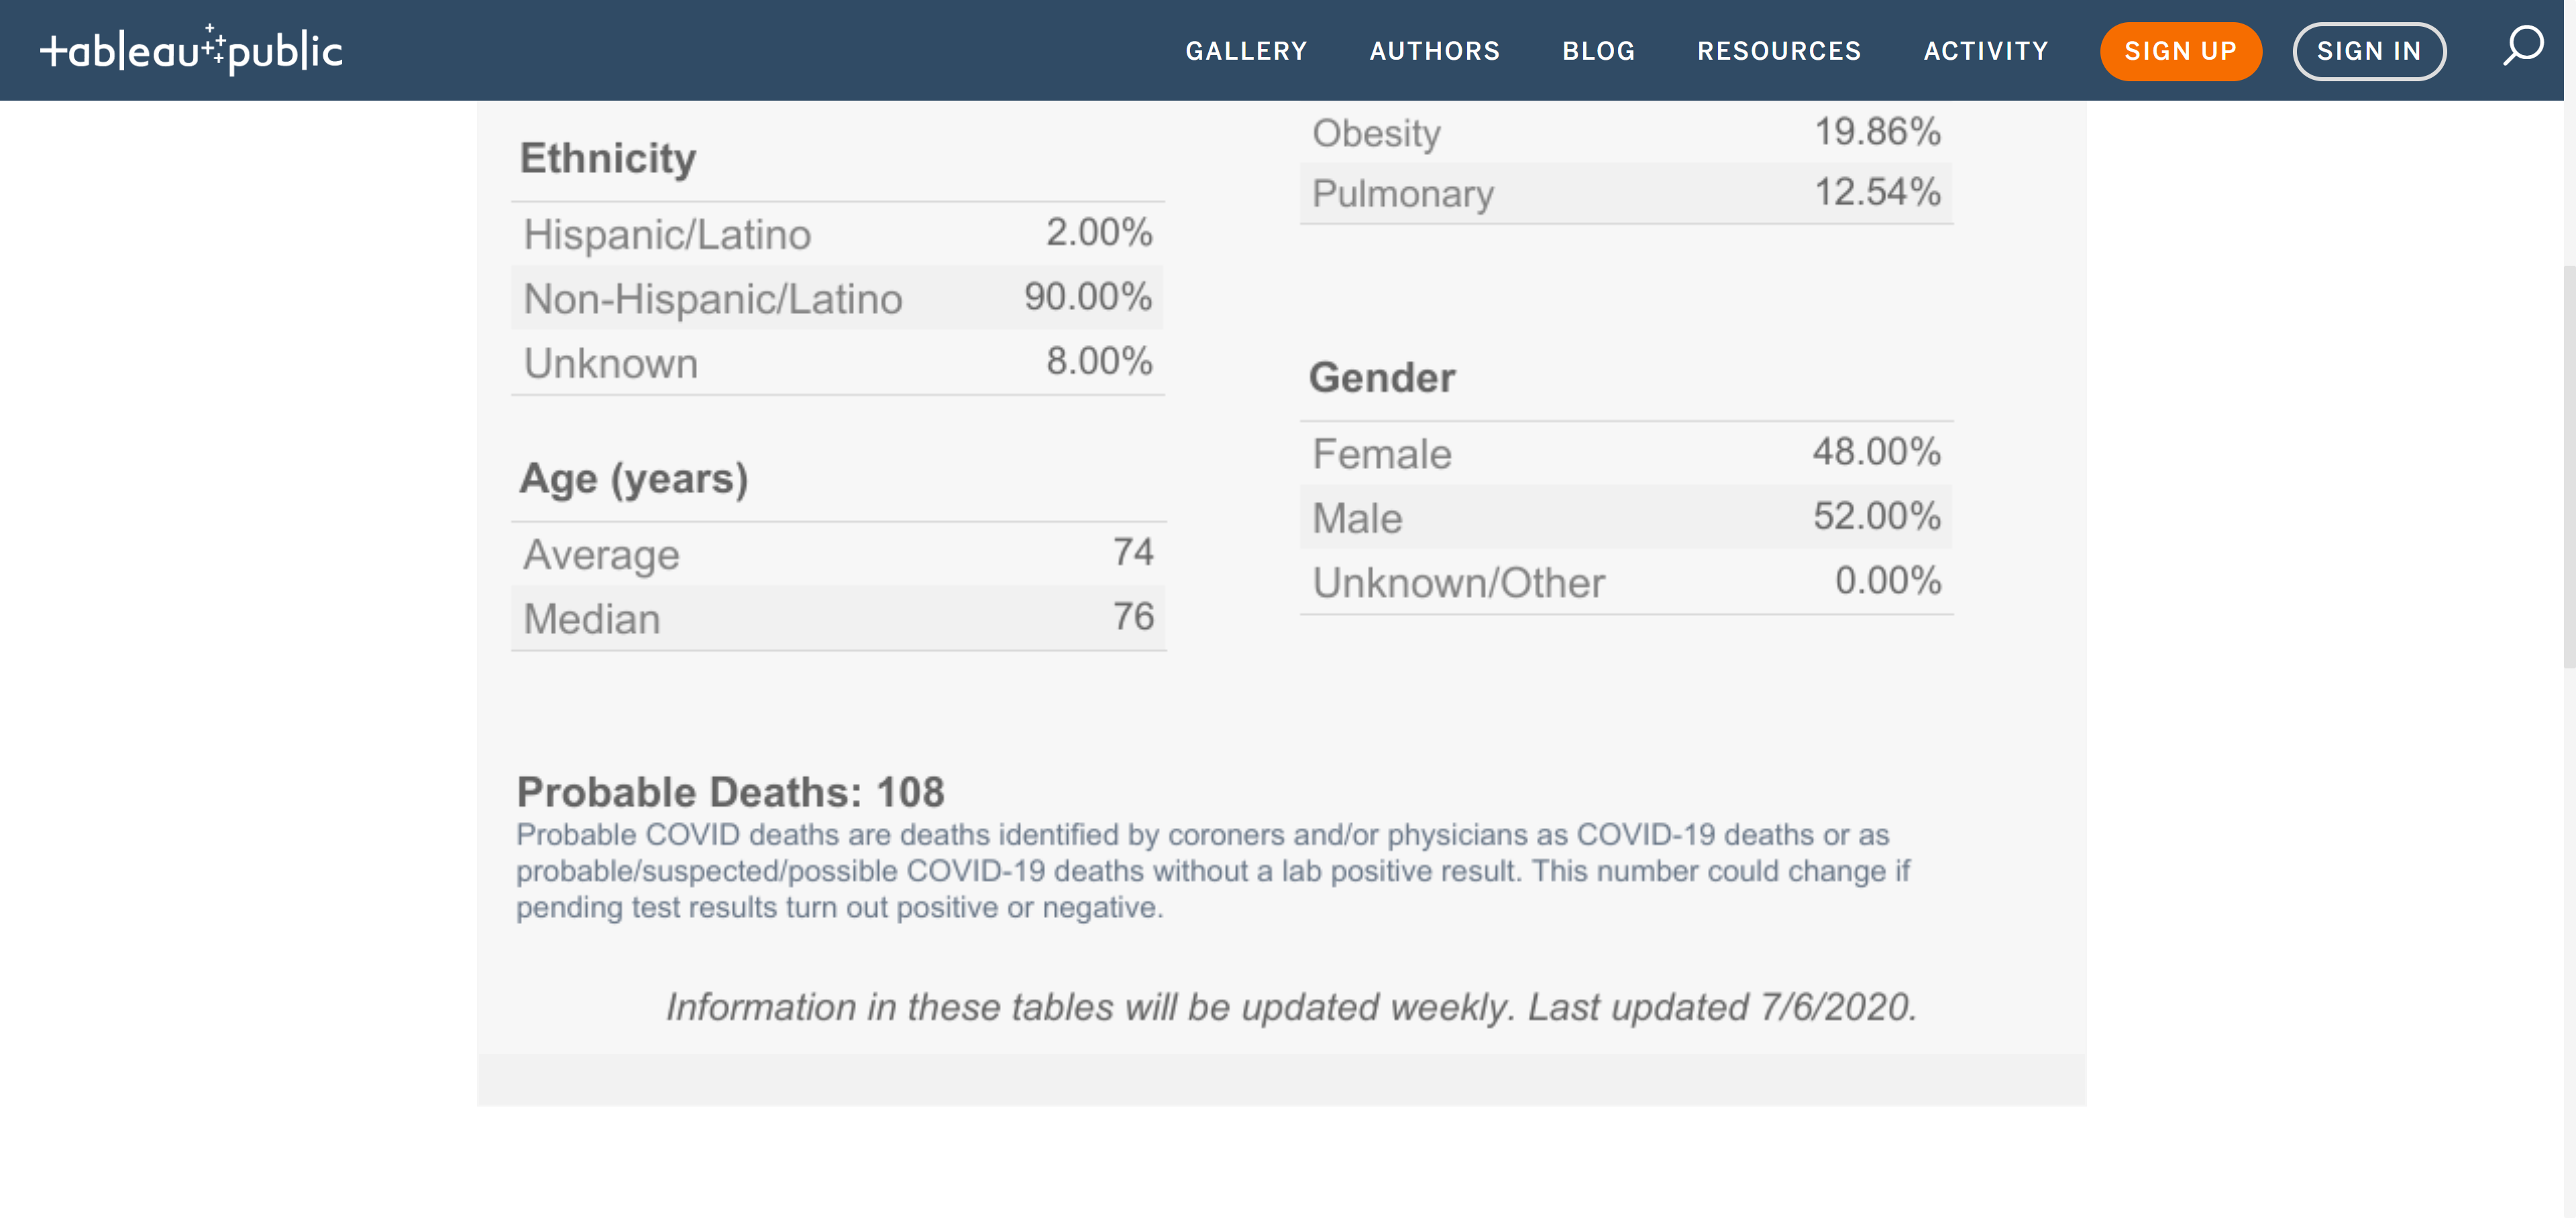 tableau public
GALLERY AUTHORS BLOG RESOURCES ACTIVITY SIGN UP SIGN IN
Ethnicity
Hispanic/Latino 2.00%
Non-Hispanic/Latino 90.00%
Unknown 8.00%
Age (years)
Average 74
Median 76
Obesity 19.86%
Pulmonary 12.54%
Gender
Female 48.00%
Male 52.00%
Unknown/Other 0.00%
Probable Deaths: 108
Probable COVID deaths are deaths identified by coroners and/or physicians as COVID-19 deaths or as
probable/suspected/possible COVID-19 deaths without a lab positive result. This number could change if
pending test results turn out positive or negative.
Information in these tables will be updated weekly. Last updated 7/6/2020.